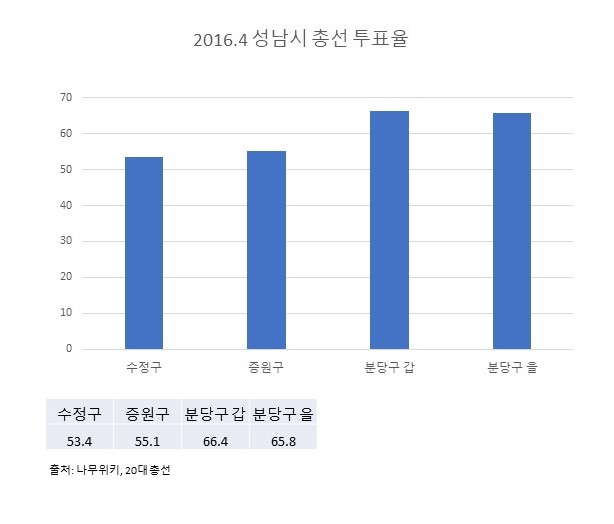 2016.4 성남시 총선 투표율
70
60
50
40
30
20
10
0
수정구 중원구 분당구 갑 분당구 을
수정구 중원구 분당구 갑 분당구 을
53.4 55.1 66.4 65.8
출처: 나무위키, 20대 총선